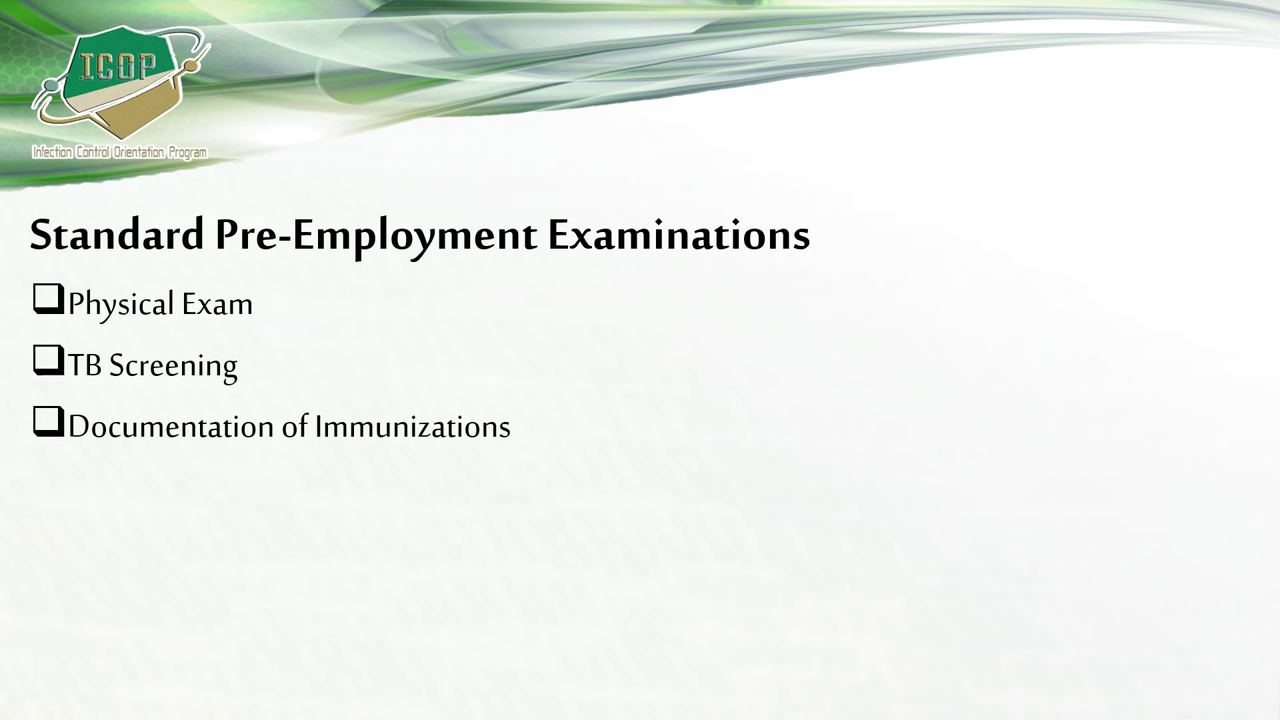 ICOP
Infection Control Orientation Program
Standard Pre-Employment Examinations
❑Physical Exam
❑TB Screening
❑Documentation of Immunizations